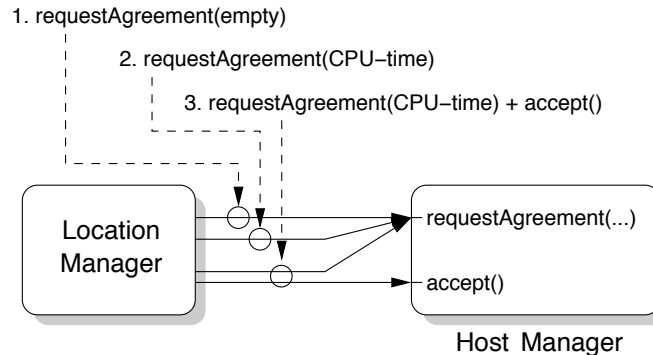 1. requestAgreement(empty)
2. requestAgreement(CPU−time)
3. requestAgreement(CPU−time) + accept()
Location
Manager
requestAgreement(...)
accept()
Host Manager